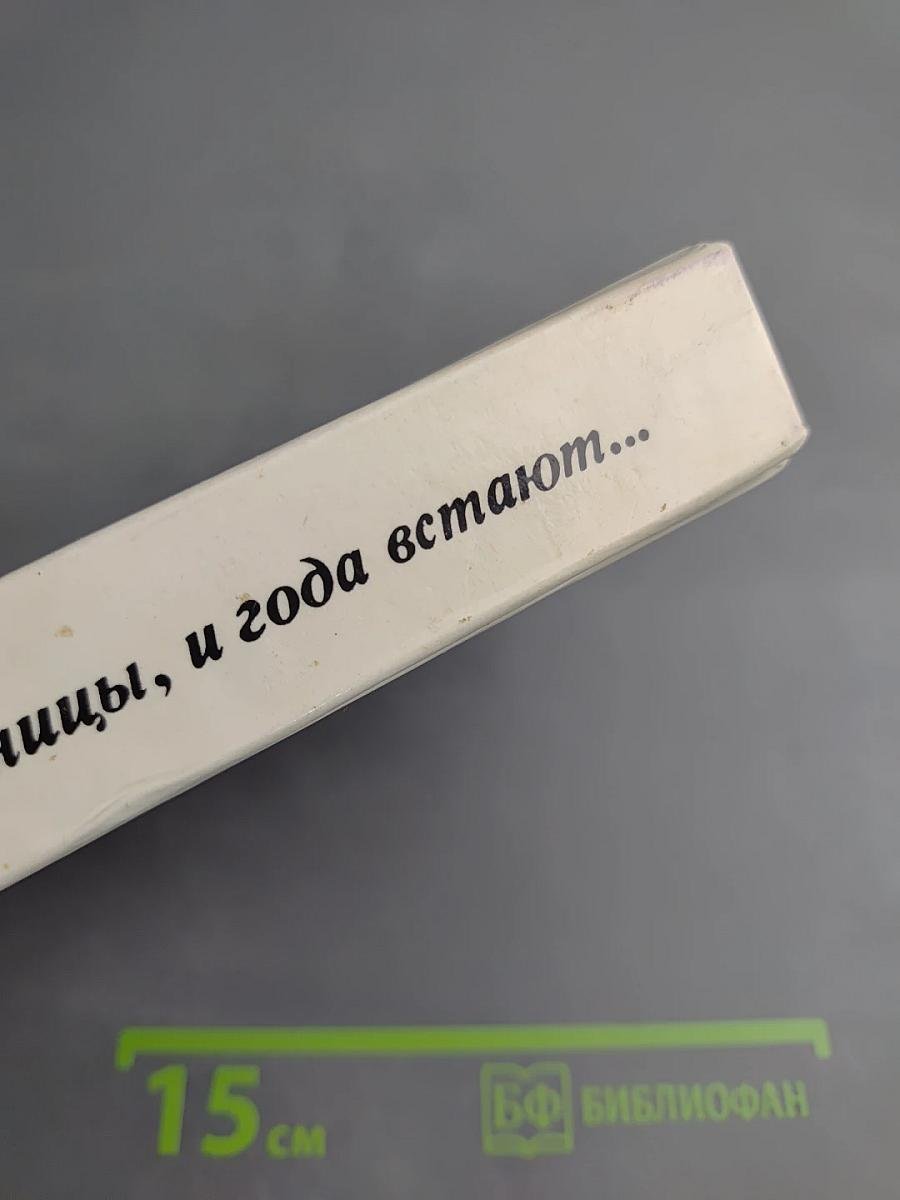 ницы, и года встают...
15 см
БФ БИБЛИОФАН